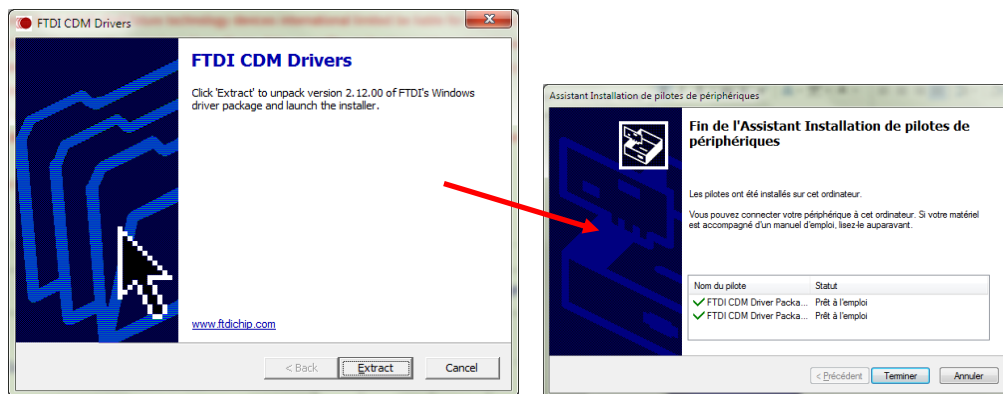 FTDI CDM Drivers
FTDI CDM Drivers
Click 'Extract' to unpack version 2.12.00 of FTDI's Windows
driver package and launch the installer.
www.ftdichip.com
< Back
Extract
Cancel
Assistant Installation de pilotes de périphériques
Fin de l'Assistant Installation de pilotes de
périphériques
Les pilotes ont été installés sur cet ordinateur.
Vous pouvez connecter votre périphérique à cet ordinateur. Si votre matériel
est accompagné d'un manuel d'emploi, lisez-le auparavant.
Nom du pilote Statut
FTDI CDM Driver Packa... Prêt à l'emploi
FTDI CDM Driver Packa... Prêt à l'emploi
< Précédent
Terminer
Annuler